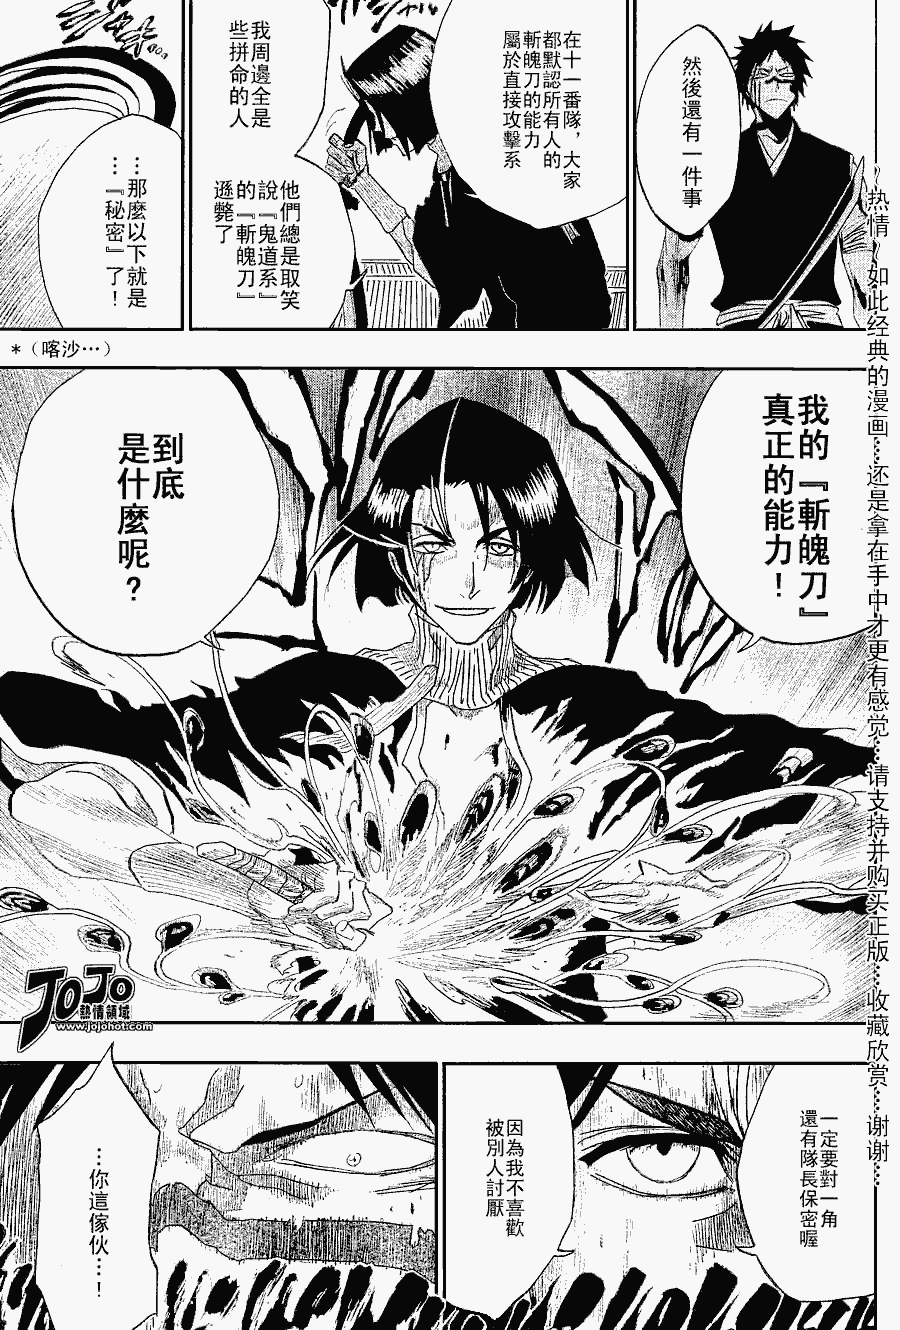 然後還有一件事
在十一番隊，大家
都默認所有人的
斬魄刀的能力
屬於直接攻擊系
我周邊全是
些拼命的人
他們總是取笑
說『鬼道系』
的『斬魄刀』
遜斃了
…那麼以下就是
…『秘密』了！
*（喀沙…）
我的『斬魄刀』
真正的能力！
到底
是什麼呢？
JOJO
熱情領域
www.jojohot.com
一定要對一角
還有隊長保密喔
因為我不喜歡
被別人討厭
…你這傢伙…！
热情，如此经典的漫画……还是拿在手中才更有感觉……请支持并购买正版……收藏欣赏……谢谢……